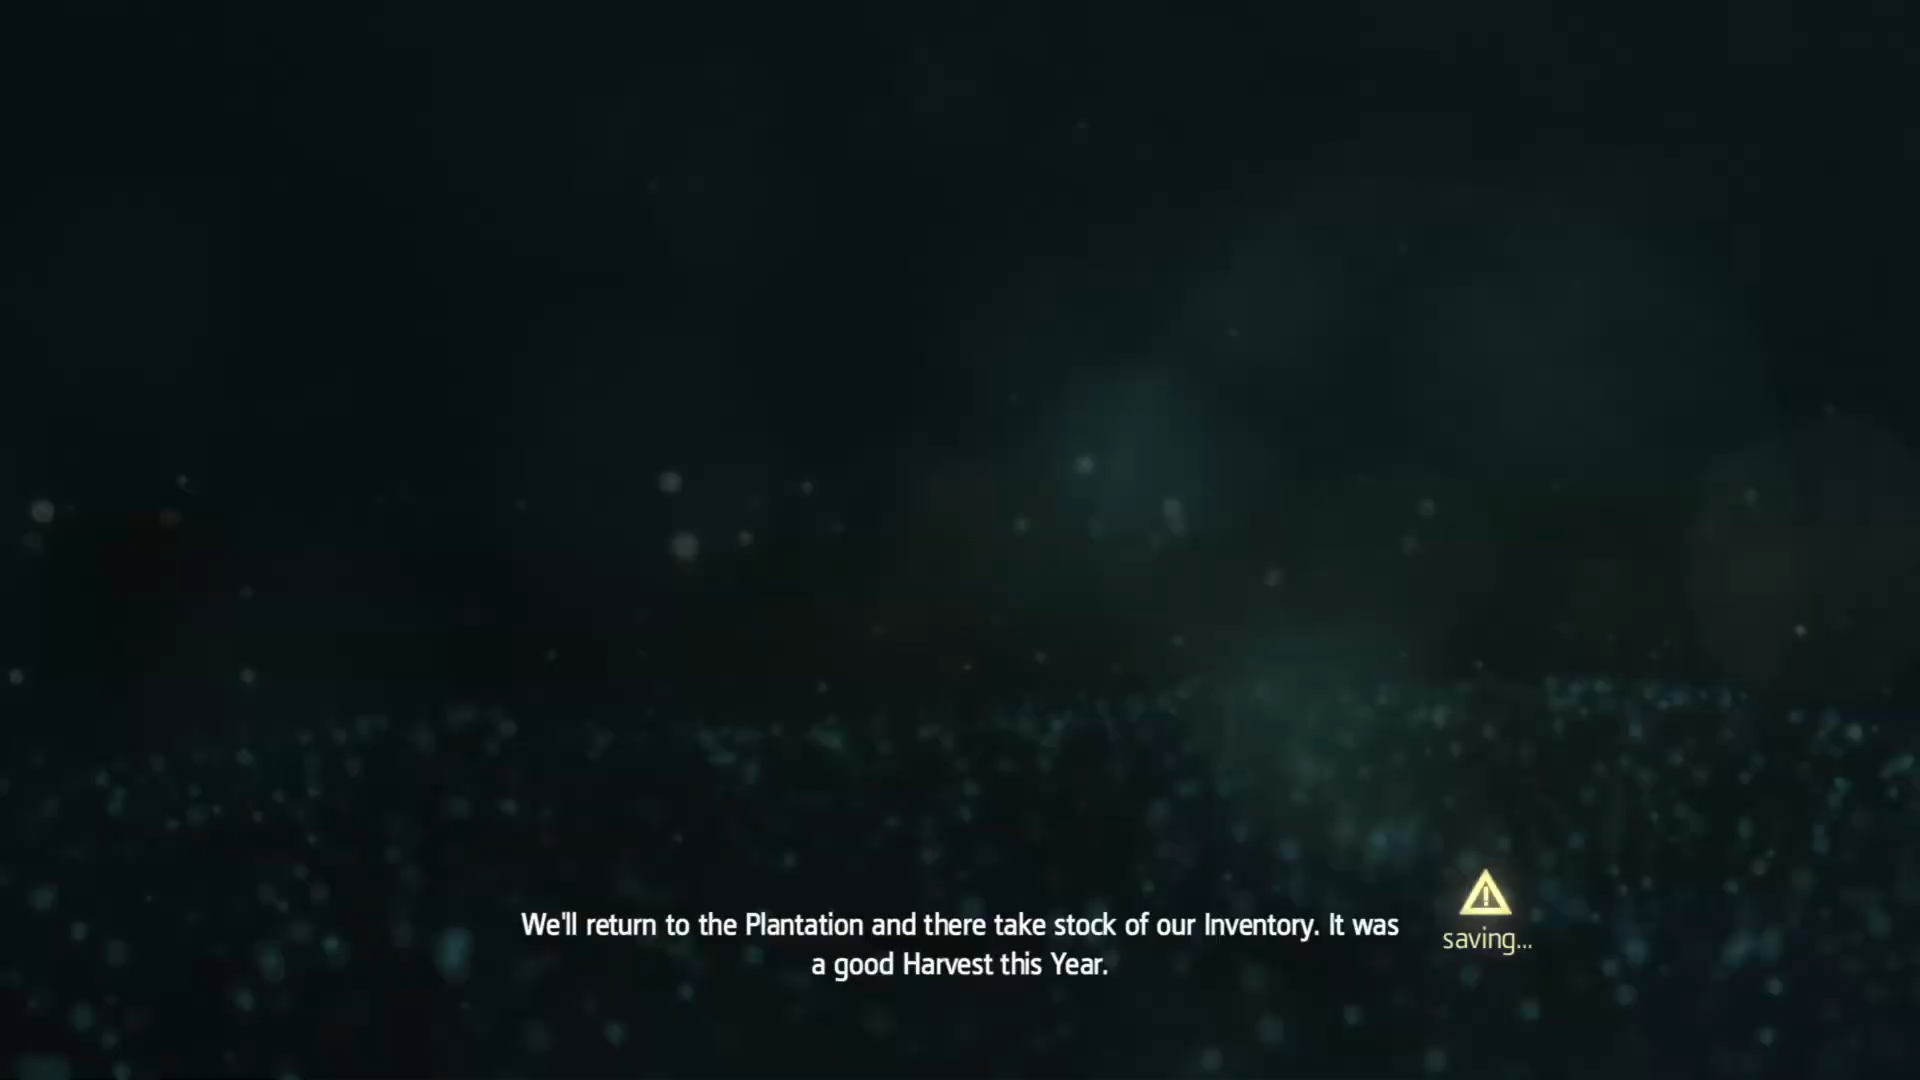 We'll return to the Plantation and there take stock of our Inventory. It was
a good Harvest this Year.
saving...